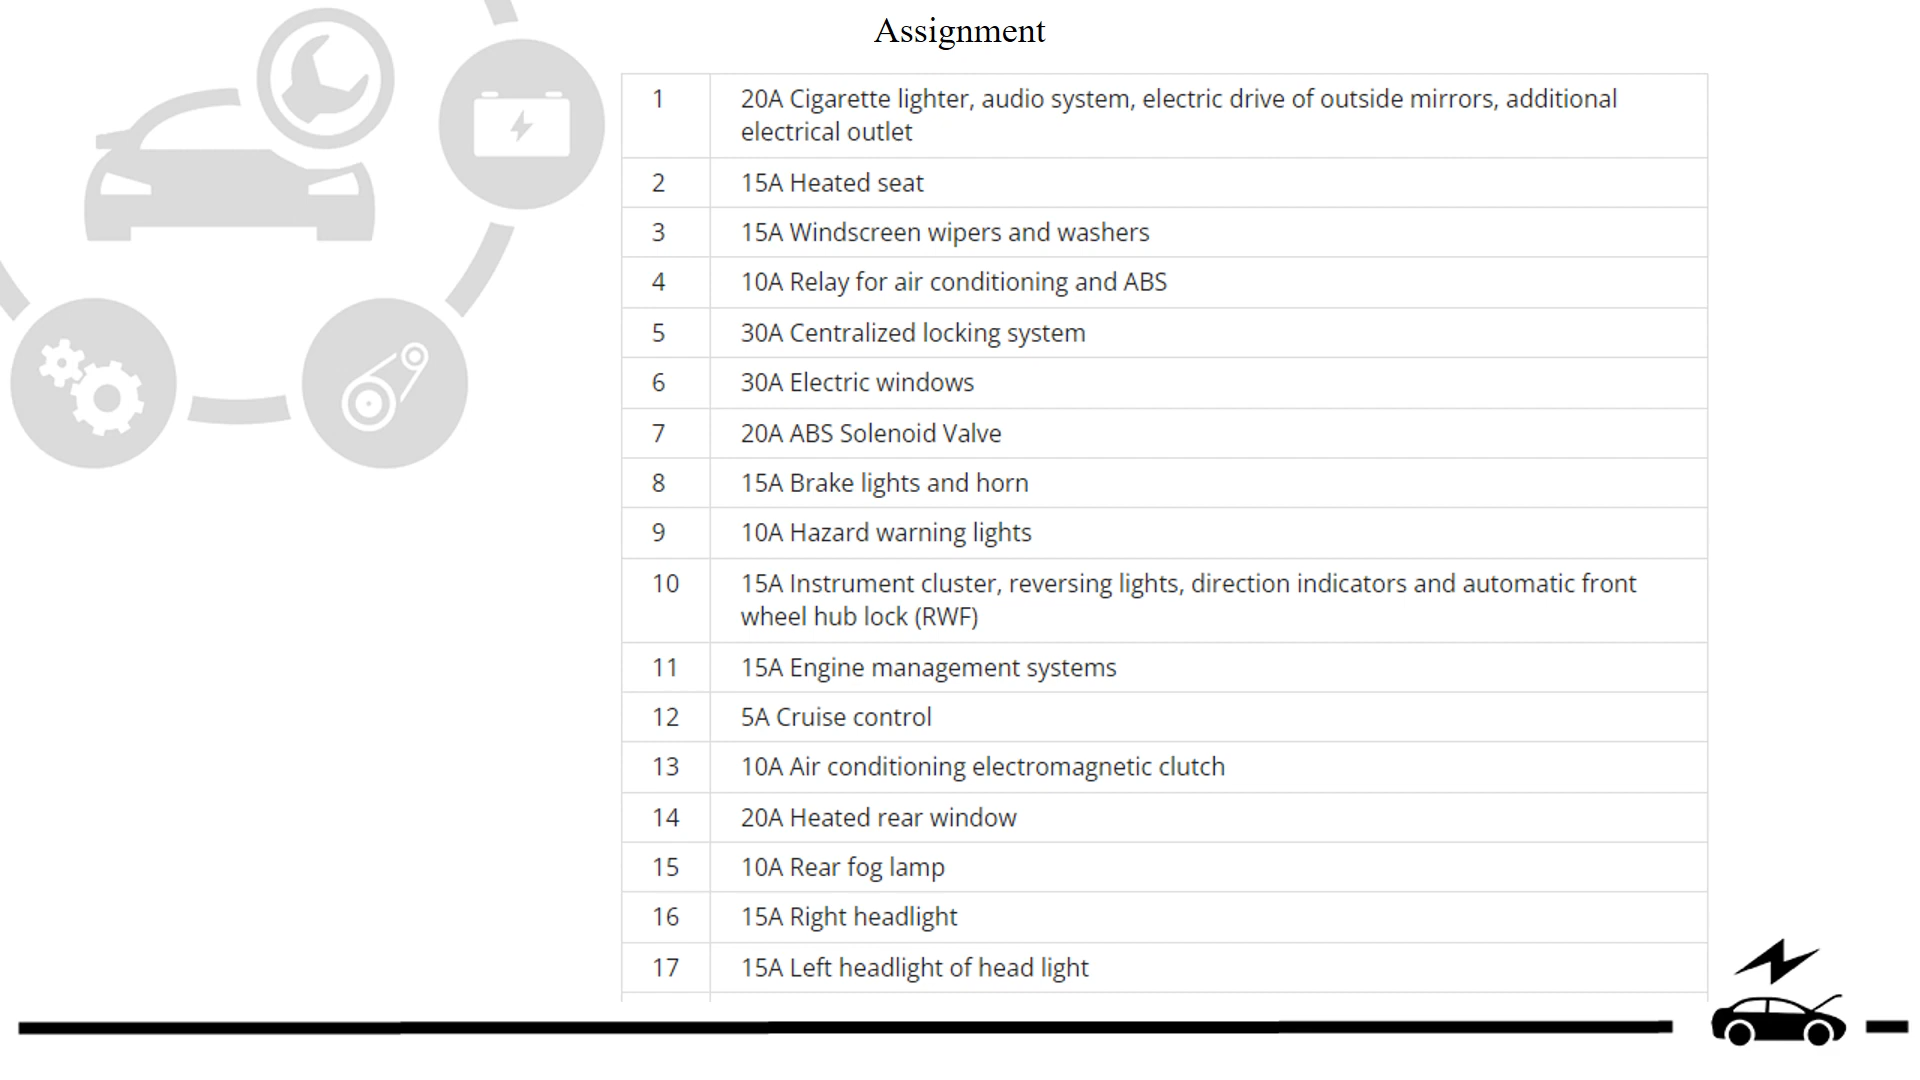 Assignment
1 20A Cigarette lighter, audio system, electric drive of outside mirrors, additional
electrical outlet
2 15A Heated seat
3 15A Windscreen wipers and washers
4 10A Relay for air conditioning and ABS
5 30A Centralized locking system
6 30A Electric windows
7 20A ABS Solenoid Valve
8 15A Brake lights and horn
9 10A Hazard warning lights
10 15A Instrument cluster, reversing lights, direction indicators and automatic front
wheel hub lock (RWF)
11 15A Engine management systems
12 5A Cruise control
13 10A Air conditioning electromagnetic clutch
14 20A Heated rear window
15 10A Rear fog lamp
16 15A Right headlight
17 15A Left headlight of head light